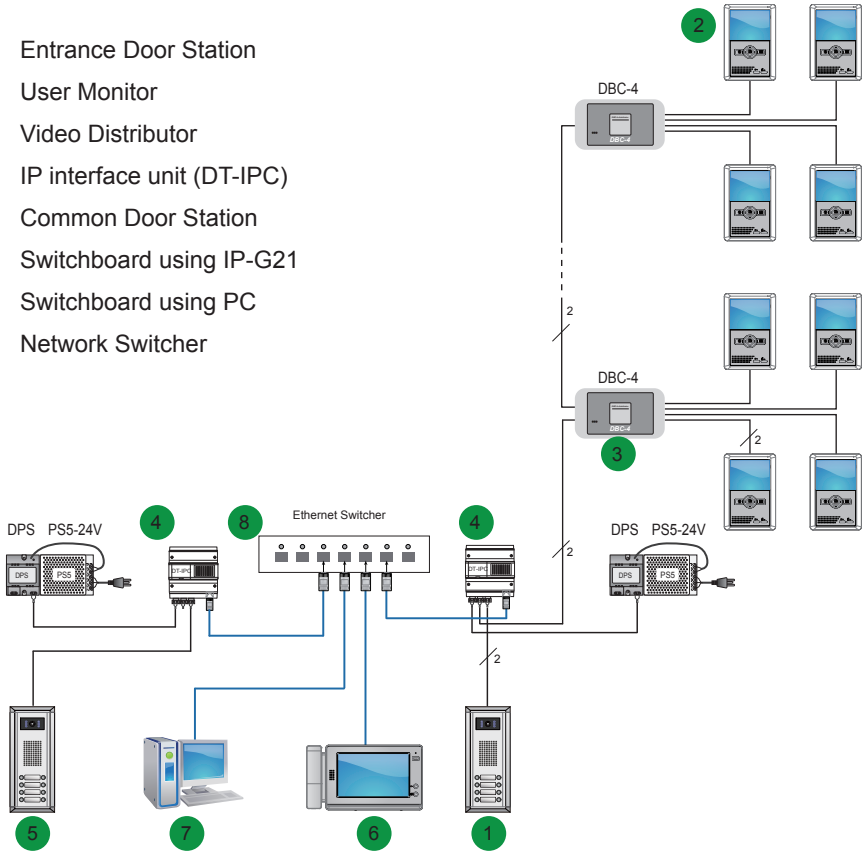 Entrance Door Station
User Monitor
Video Distributor
IP interface unit (DT-IPC)
Common Door Station
Switchboard using IP-G21
Switchboard using PC
Network Switcher
2
DBC-4
DBC-4
2
DBC-4
DBC-4
3
2
4
8
Ethernet Switcher
4
DPS PS5-24V
DPS PS5
DT-IPC
DT-IPC
2
DPS PS5-24V
DPS PS5
2
5
7
6
1